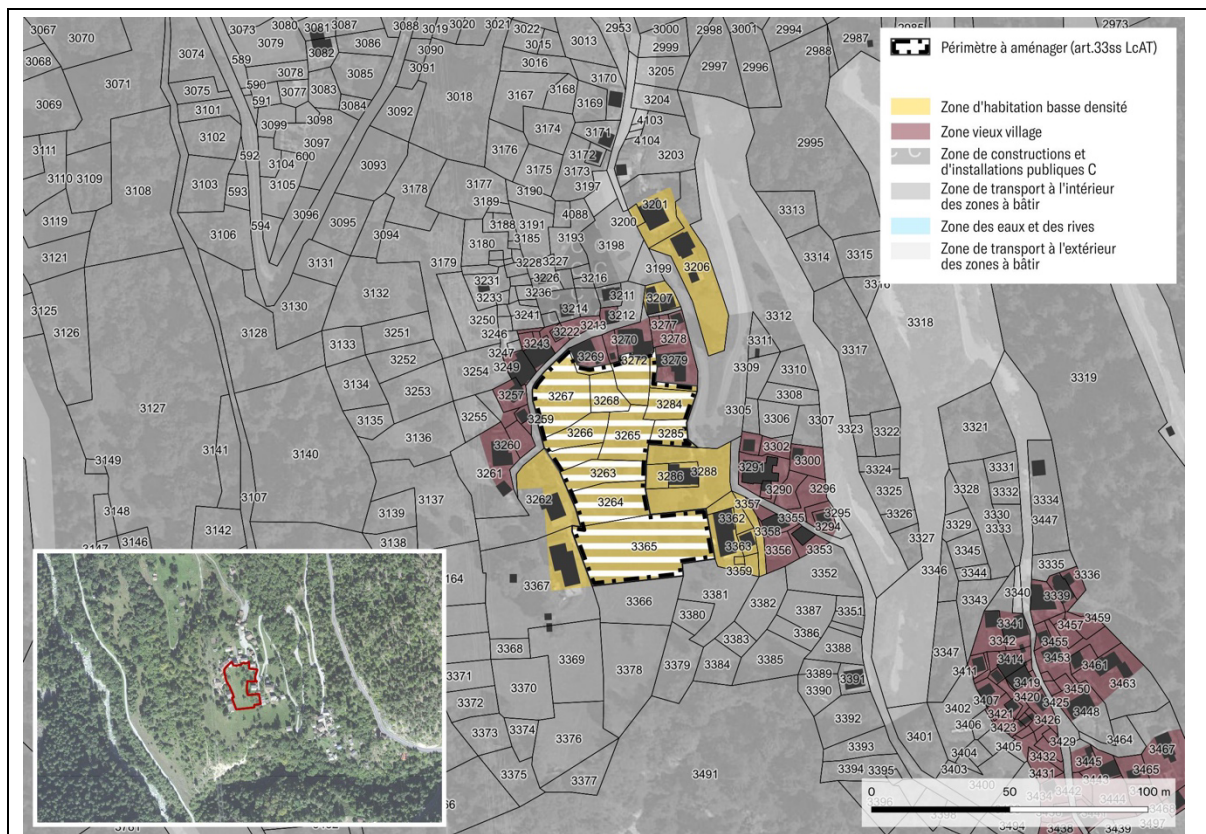 Périmètre à aménager (art.33ss LcAT)
Zone d'habitation basse densité
Zone vieux village
Zone de constructions et
d'installations publiques C
Zone de transport à l'intérieur
des zones à bâtir
Zone des eaux et des rives
Zone de transport à l'extérieur
des zones à bâtir
3067 3070 3073 3080 3081 3087 3088 3019 3020 3021 3022 2953 3000 2998 3001 2994 2985 2973
3079 3086 3015 3013 2999 2988 2987
3068 3074 589 3082 3090 3016 3205 2997 2996
3071 3078 3085 3091 3170
3069 3075 590 3077 3083 3018 3167 3168 3169 3204
3101 591 3084 3092 4103 2995
3099 3098 3174 3171 4104
3111 3102 592 3097 3176 3172 3203
3110 3109 3104 600 3093 3175 3173
3108 3103 593 3105 3178 3177 3190 3197 3201
3119 3096 3189 4088 3200 3313
3106 594 3095 3094 3188 3191 3193 3198
3121 3180 3185 3206 3314 3315
3131 3179 3228 3227 3199
3132 3231 3226 3216 3316
3125 3130 3233 3236 3211 3207
3126 3128 3251 3250 3241 3214 3212 3277 3312 3318
3133 3246 3222 3213 3270 3278 3311 3317
3252 3247 3243 3269 3272 3279 3309 3310 3319
3134 3253 3254 3249 3267 3268 3284 3308
3127 3257 3305 3306 3307
3135 3255 3259 3266 3265 3285 3323 3322 3321
3141 3140 3136 3260 3302
3149 3261 3263 3286 3288 3291 3300 3324 3331
3148 3107 3137 3262 3264 3290 3296 3325 3328 3332 3334
3142 3139 3357 3295 3326 3330 3447
3147 3146 3138 3365 3362 3358 3355 3294 3327 3329 3333
3363 3356 3353 3345
3367 3359 3352 3346 3344 3335 3336
3366 3381 3343 3340 3339
3380 3382 3387 3351 3341 3457 3459
3368 3383 3386 3342 3455
3369 3378 3379 3384 3385 3388 3347 3414 3453 3461
3371 3370 3389 3391 3411 3419 3463
3372 3390 3407 3420 3450
3373 3374 3392 3402 3421 3425 3448
3376 3401 3406 3423 3426
3393 3405 3429 3464
3375 3377 3394 3395 3404 3432 3445 3467
3491 3403 3431 3443 3465
0 50 100 m